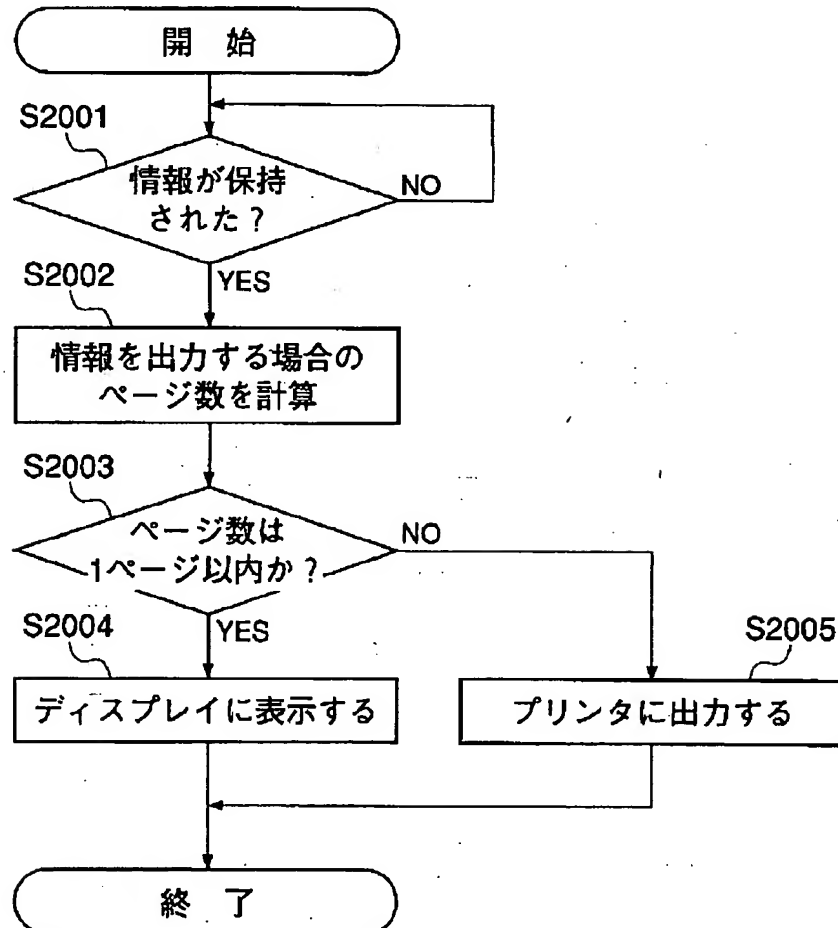 開 始
S2001
情報が保持
された?
NO
YES
S2002
情報を出力する場合の
ページ数を計算
S2003
ページ数は
1ページ以内か?
NO
YES
S2004
ディスプレイに表示する
S2005
プリンタに出力する
終 了